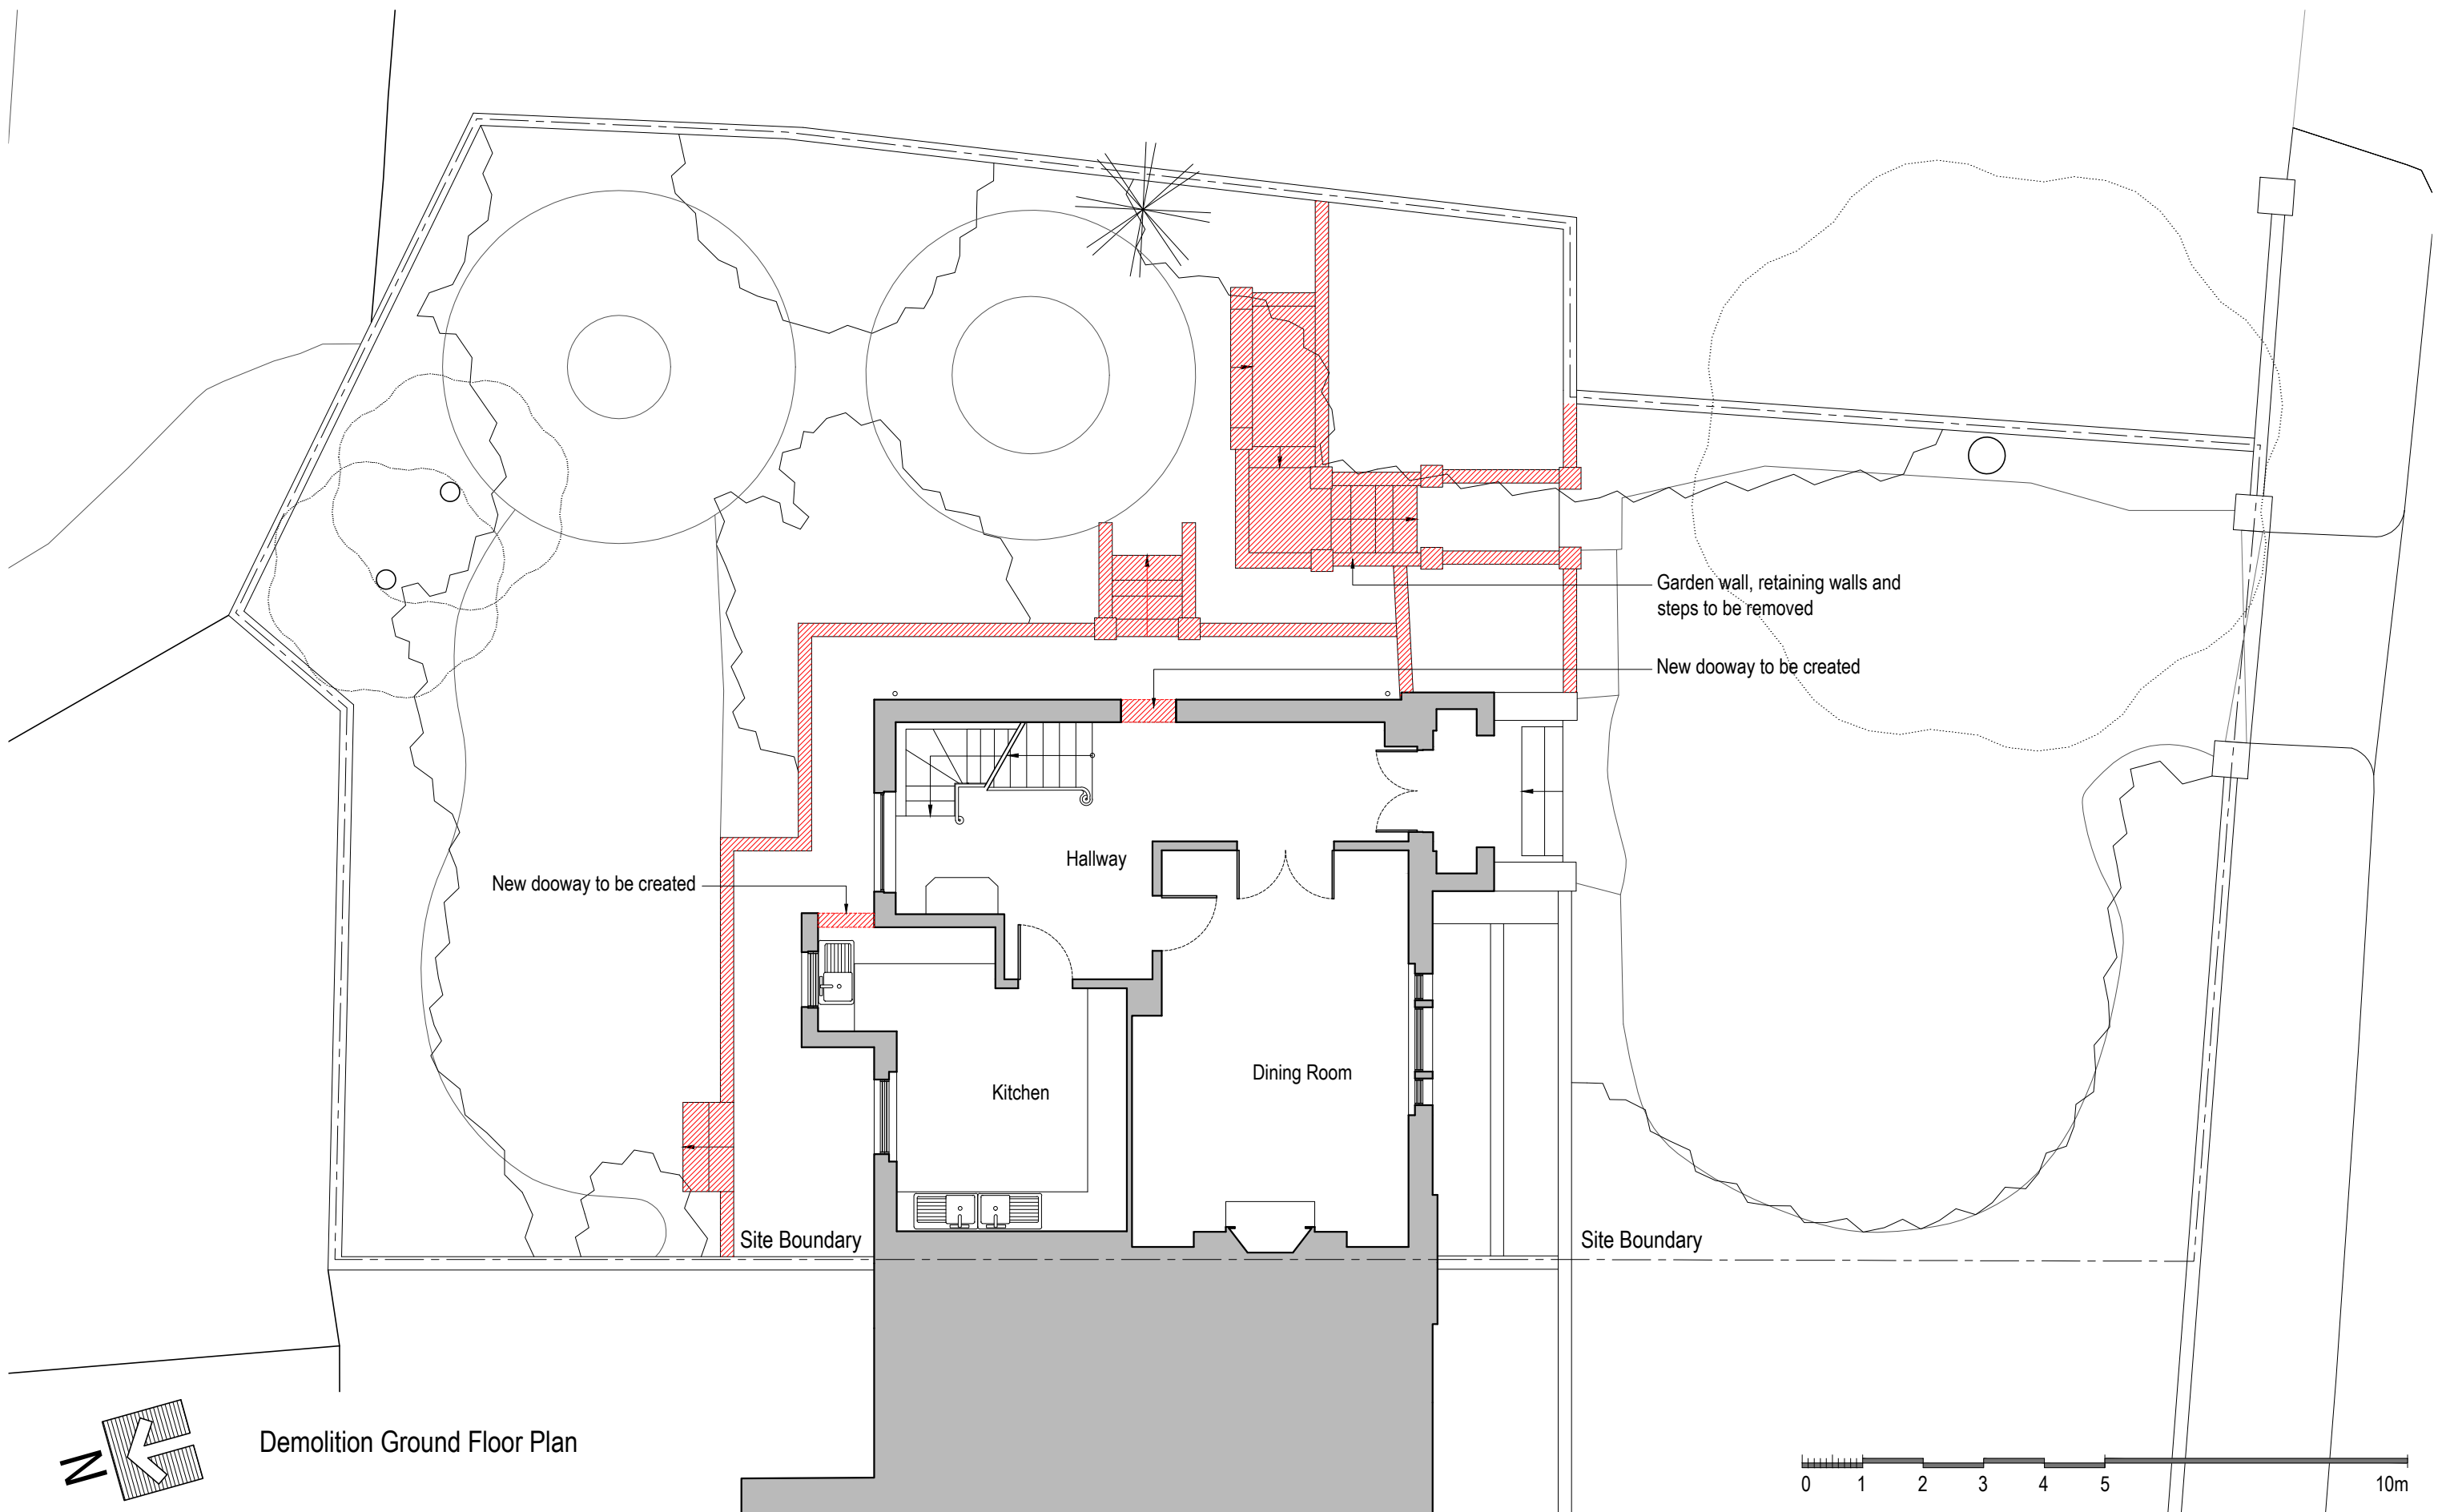 Garden wall, retaining walls and
steps to be removed
New dooway to be created
Hallway
New dooway to be created
Dining Room
Kitchen
Site Boundary
Site Boundary
N
Demolition Ground Floor Plan
0 1 2 3 4 5 10m